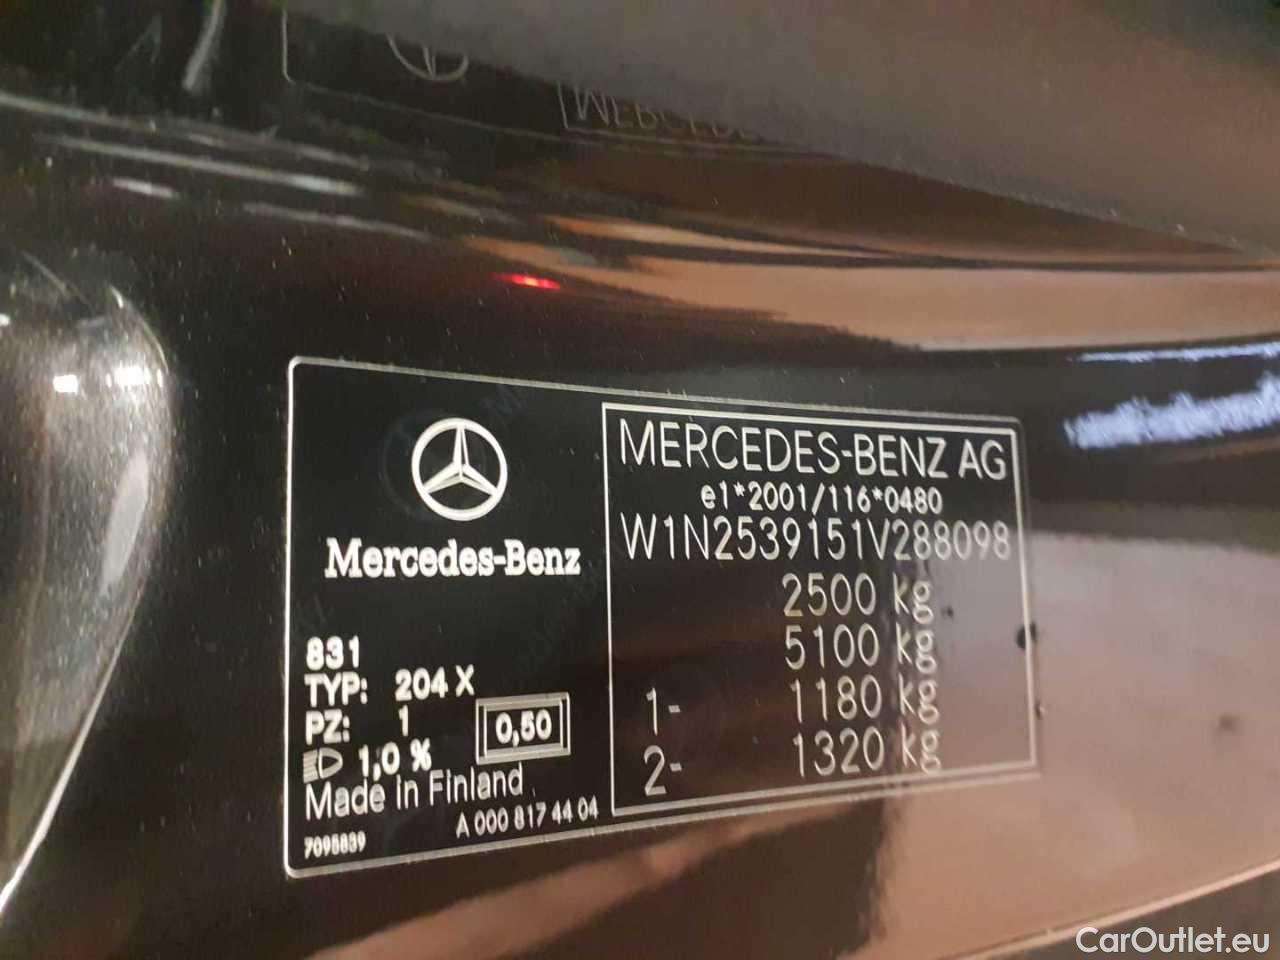 Mercedes-Benz
831
TYP: 204 X
PZ: 1
0,50
1,0 %
Made in Finland
A 000 817 44 04
7095839
MERCEDES-BENZ AG
e1*2001/116*0480
W1N2539151V288098
2500 kg
5100 kg
1- 1180 kg
2- 1320 kg
CarOutlet.eu